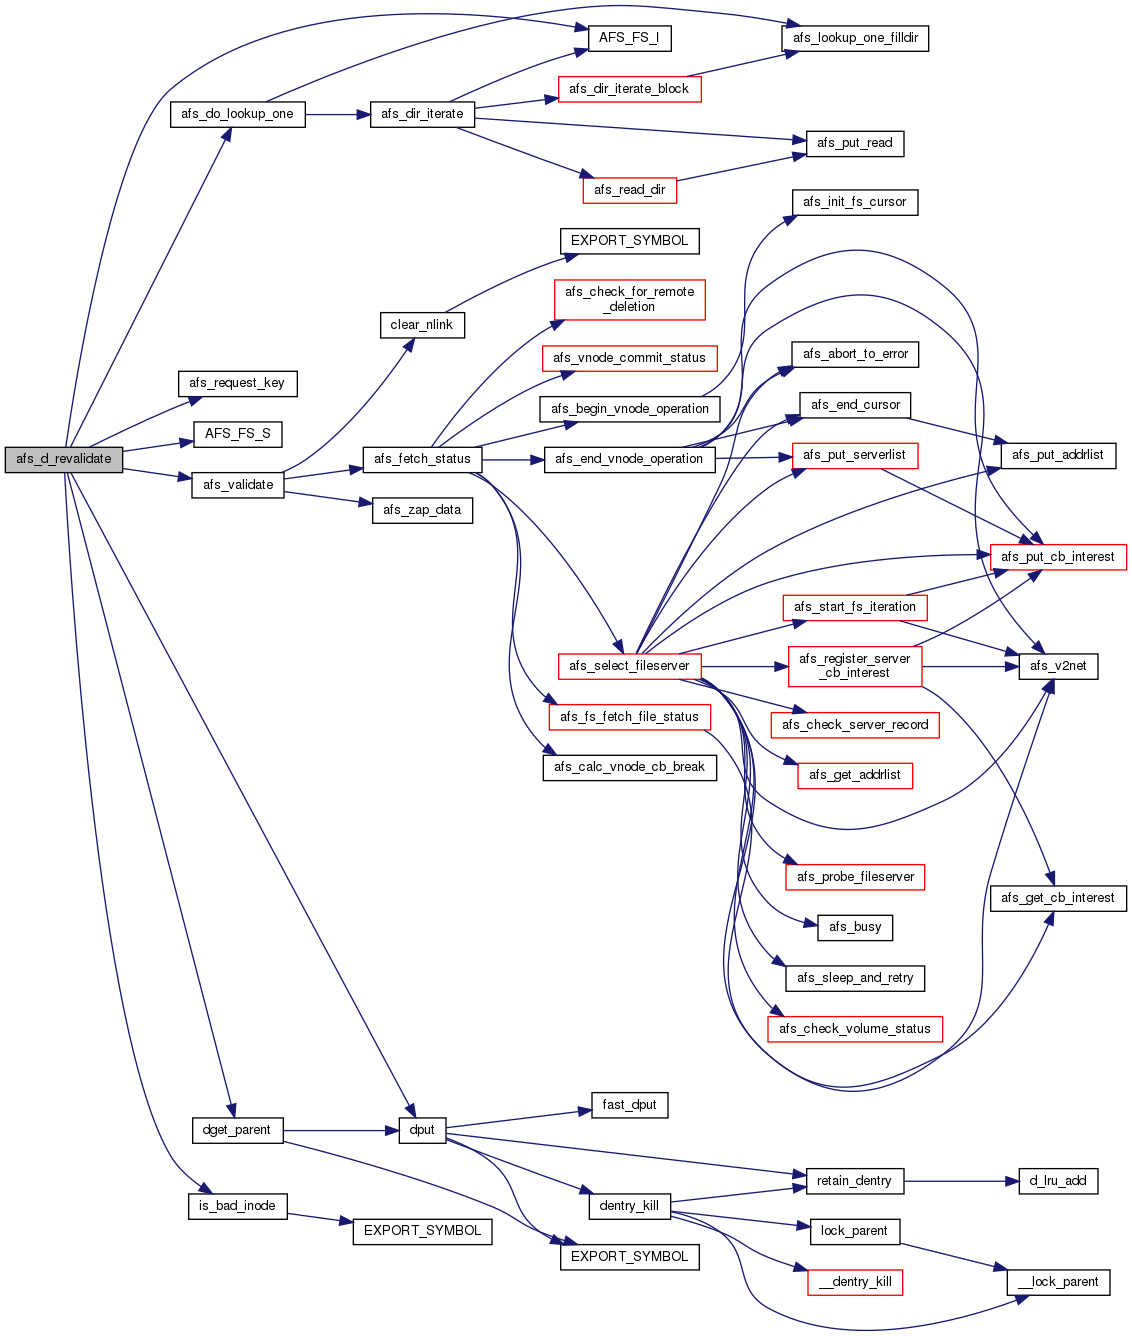 AFS_FS_I
afs_lookup_one_filldir
afs_dir_iterate_block
afs_do_lookup_one
afs_dir_iterate
afs_put_read
afs_read_dir
afs_init_fs_cursor
EXPORT_SYMBOL
afs_check_for_remote
_deletion
clear_nlink
afs_vnode_commit_status
afs_abort_to_error
afs_request_key
afs_begin_vnode_operation
afs_end_cursor
AFS_FS_S
afs_d_revalidate
afs_fetch_status
afs_end_vnode_operation
afs_put_serverlist
afs_put_addrlist
afs_validate
afs_zap_data
afs_put_cb_interest
afs_start_fs_iteration
afs_select_fileserver
afs_register_server
_cb_interest
afs_v2net
afs_fs_fetch_file_status
afs_check_server_record
afs_calc_vnode_cb_break
afs_get_addrlist
afs_probe_fileserver
afs_get_cb_interest
afs_busy
afs_sleep_and_retry
afs_check_volume_status
fast_dput
dget_parent
dput
retain_dentry
d_lru_add
is_bad_inode
dentry_kill
EXPORT_SYMBOL
lock_parent
EXPORT_SYMBOL
__dentry_kill
__lock_parent